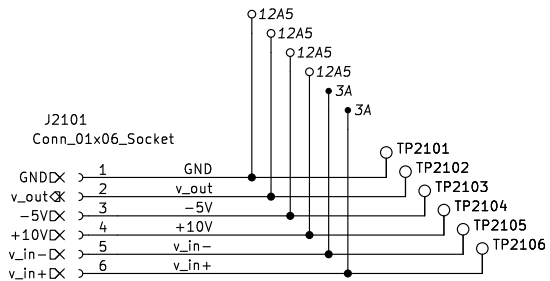 12A5
12A5
12A5
12A5
3A
3A
J2101
Conn_01x06_Socket
TP2101
GND 1 GND TP2102
v_out 2 v_out TP2103
-5V 3 -5V TP2104
+10V 4 +10V TP2105
v_in- 5 v_in- TP2106
v_in+ 6 v_in+